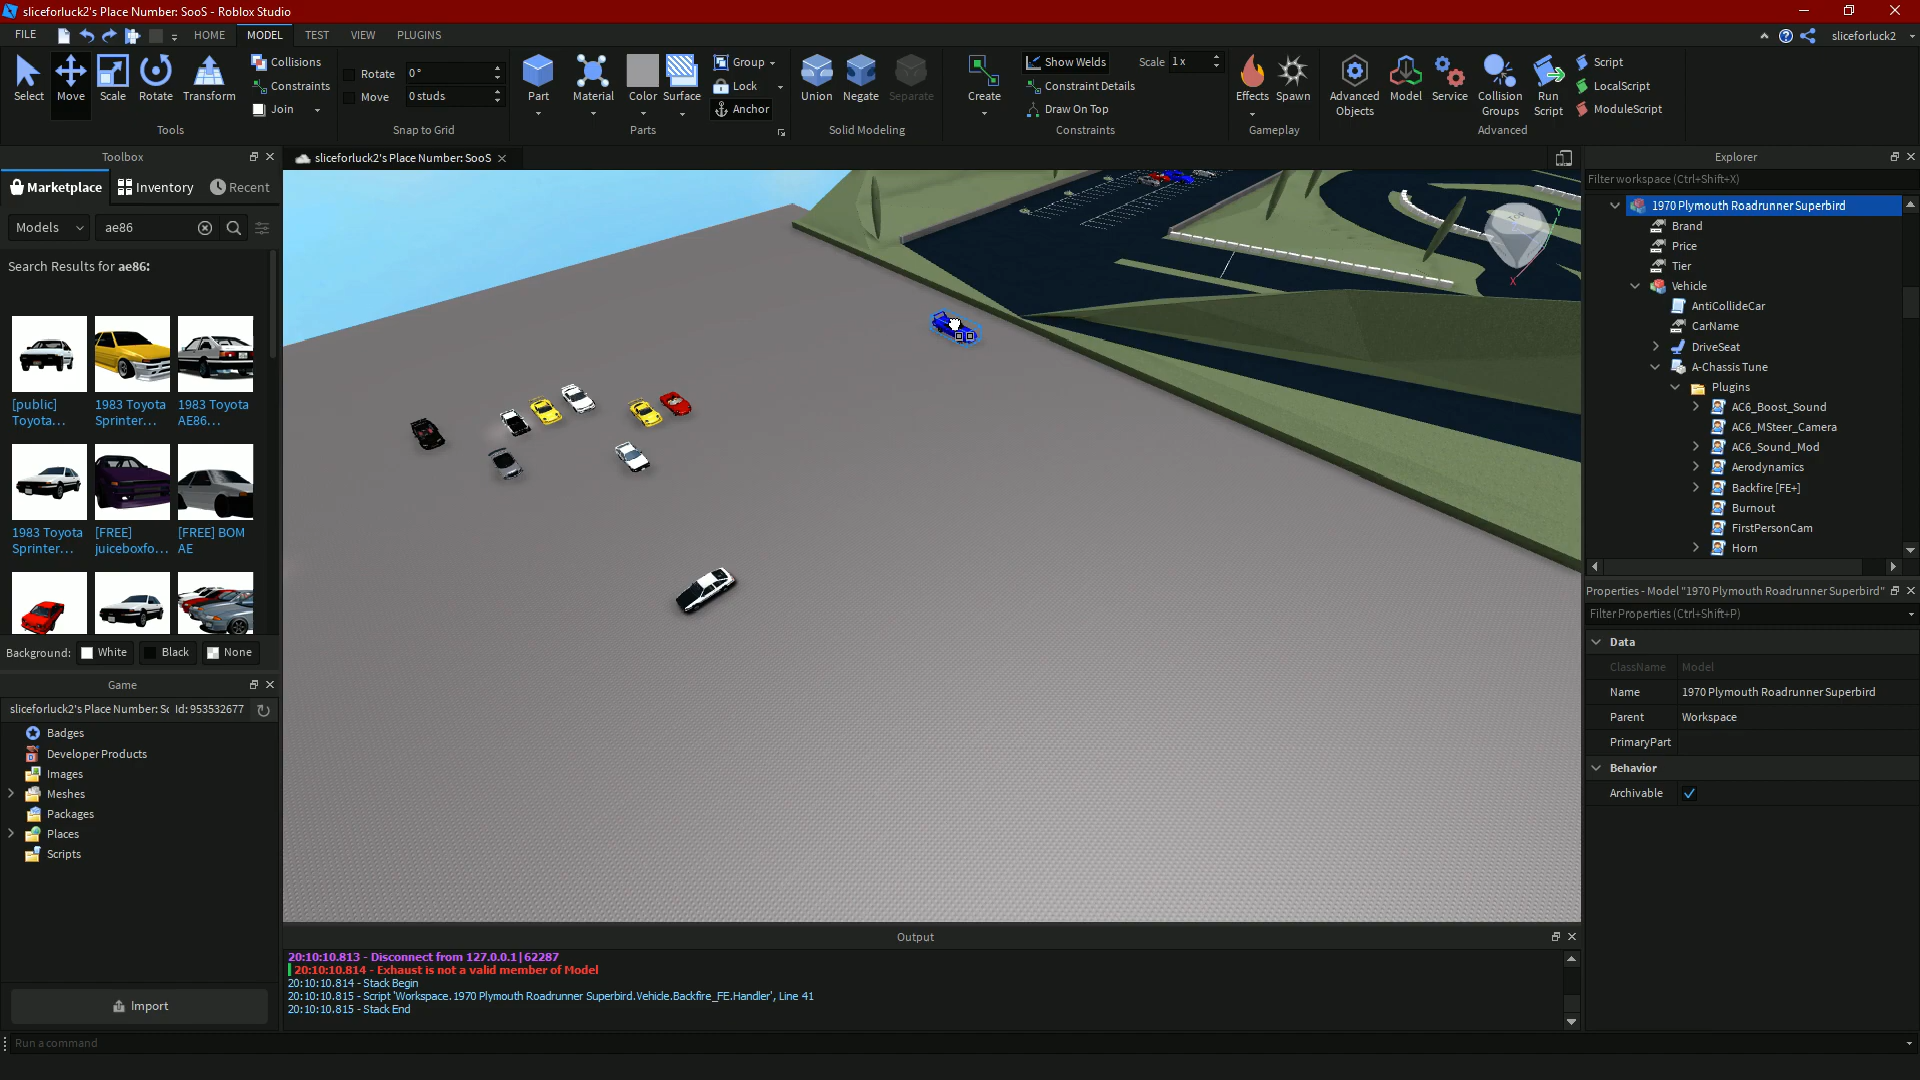 sliceforluck2's Place Number: SooS - Roblox Studio
FILE
HOME
MODEL
TEST
VIEW
PLUGINS
sliceforluck2
Select
Move
Scale
Rotate
Transform
Collisions
Constraints
Join
Tools
Rotate
0 °
Move
0 studs
Snap to Grid
Part
Material
Color
Surface
Group
Lock
Anchor
Parts
Union
Negate
Separate
Solid Modeling
Create
Show Welds
Constraint Details
Draw On Top
Scale
1 x
Constraints
Effects
Spawn
Gameplay
Advanced
Objects
Model
Service
Collision
Groups
Run
Script
Script
LocalScript
ModuleScript
Advanced
Toolbox
Marketplace
Inventory
Recent
Models
ae86
Search Results for ae86:
[public]
Toyota...
1983 Toyota
Sprinter...
1983 Toyota
AE86...
1983 Toyota
Sprinter...
[FREE]
juiceboxfo...
[FREE] BOM
AE
Background:
White
Black
None
Game
sliceforluck2's Place Number: Sc Id: 953532677
Badges
Developer Products
Images
Meshes
Packages
Places
Scripts
Import
Run a command
sliceforluck2's Place Number: SooS
Top
Y
X
Output
20:10:10.813 - Disconnect from 127.0.0.1|62287
20:10:10.814 - Exhaust is not a valid member of Model
20:10:10.814 - Stack Begin
20:10:10.815 - Script 'Workspace.1970 Plymouth Roadrunner Superbird.Vehicle.Backfire_FE.Handler', Line 41
20:10:10.815 - Stack End
Explorer
Filter workspace (Ctrl+Shift+X)
1970 Plymouth Roadrunner Superbird
Brand
Price
Tier
Vehicle
AntiCollideCar
CarName
DriveSeat
A-Chassis Tune
Plugins
AC6_Boost_Sound
AC6_MSteer_Camera
AC6_Sound_Mod
Aerodynamics
Backfire [FE+]
Burnout
FirstPersonCam
Horn
Properties - Model "1970 Plymouth Roadrunner Superbird"
Filter Properties (Ctrl+Shift+P)
Data
ClassName
Model
Name
1970 Plymouth Roadrunner Superbird
Parent
Workspace
PrimaryPart
Behavior
Archivable